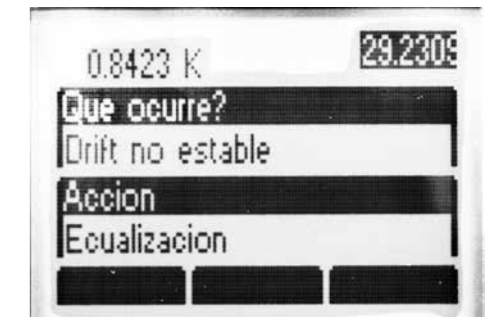 0.8423 K
29.2309
Que ocurre?
Drift no estable
Accion
Ecualizacion